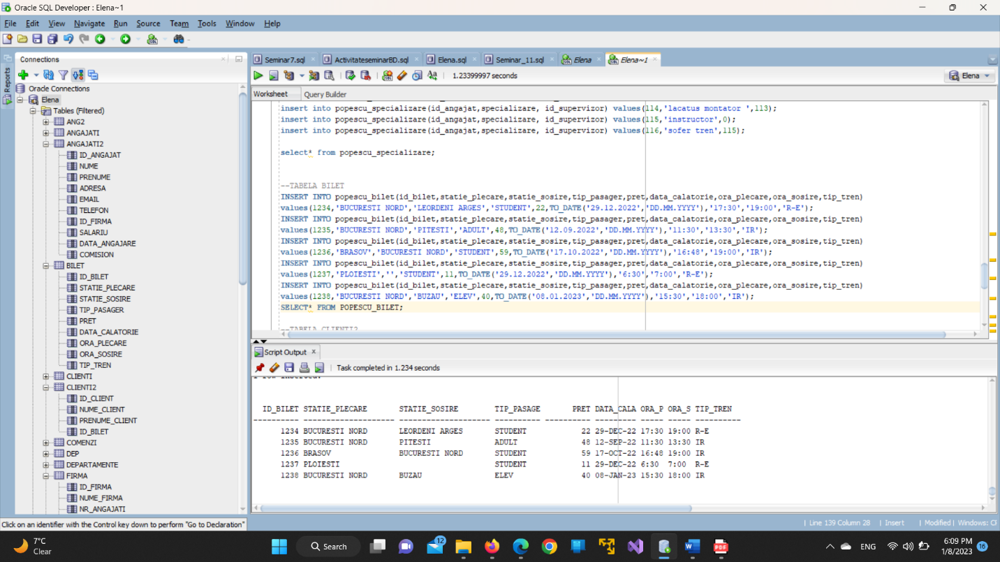 Oracle SQL Developer : Elena~1
File Edit View Navigate Run Source Team Tools Window Help
Connections
Reports
Oracle Connections
Elena
Tables (Filtered)
ANG2
ANGAJATI
ANGAJATI2
ID_ANGAJAT
NUME
PRENUME
ADRESA
EMAIL
TELEFON
ID_FIRMA
SALARIU
DATA_ANGAJARE
COMISION
BILET
ID_BILET
STATIE_PLECARE
STATIE_SOSIRE
TIP_PASAGER
PRET
DATA_CALATORIE
ORA_PLECARE
ORA_SOSIRE
TIP_TREN
CLIENTI
CLIENTI2
ID_CLIENT
NUME_CLIENT
PRENUME_CLIENT
ID_BILET
COMENZI
DEP
DEPARTAMENTE
FIRMA
ID_FIRMA
NUME_FIRMA
NR_ANGAJATI
Click on an identifier with the Control key down to perform "Go to Declaration"
Seminar7.sql ActivitateseminarBD.sql Elena.sql Seminar_11.sql Elena Elena~1
1.23399997 seconds
Elena
Worksheet Query Builder
insert into popescu_specializare(id_angajat,specializare, id_supervizor) values(114,'lacatus montator ',113);
insert into popescu_specializare(id_angajat,specializare, id_supervizor) values(115,'instructor',0);
insert into popescu_specializare(id_angajat,specializare, id_supervizor) values(116,'sofer tren',115);
select* from popescu_specializare;
--TABELA BILET
INSERT INTO popescu_bilet(id_bilet,statie_plecare,statie_sosire,tip_pasager,pret,data_calatorie,ora_plecare,ora_sosire,tip_tren)
values(1234,'BUCURESTI NORD','LEORDENI ARGES','STUDENT',22,TO_DATE('29.12.2022','DD.MM.YYYY'),'17:30','19:00','R-E');
INSERT INTO popescu_bilet(id_bilet,statie_plecare,statie_sosire,tip_pasager,pret,data_calatorie,ora_plecare,ora_sosire,tip_tren)
values(1235,'BUCURESTI NORD','PITESTI','ADULT',48,TO_DATE('12.09.2022','DD.MM.YYYY'),'11:30','13:30','IR');
INSERT INTO popescu_bilet(id_bilet,statie_plecare,statie_sosire,tip_pasager,pret,data_calatorie,ora_plecare,ora_sosire,tip_tren)
values(1236,'BRASOV','BUCURESTI NORD','STUDENT',59,TO_DATE('17.10.2022','DD.MM.YYYY'),'16:48','19:00','IR');
INSERT INTO popescu_bilet(id_bilet,statie_plecare,statie_sosire,tip_pasager,pret,data_calatorie,ora_plecare,ora_sosire,tip_tren)
values(1237,'PLOIESTI','','STUDENT',11,TO_DATE('29.12.2022','DD.MM.YYYY'),'6:30','7:00','R-E');
INSERT INTO popescu_bilet(id_bilet,statie_plecare,statie_sosire,tip_pasager,pret,data_calatorie,ora_plecare,ora_sosire,tip_tren)
values(1238,'BUCURESTI NORD','BUZAU','ELEV',40,TO_DATE('08.01.2023','DD.MM.YYYY'),'15:30','18:00','IR');
SELECT* FROM POPESCU_BILET;
--TABELA CLIENTI2
Script Output
Task completed in 1.234 seconds
1 row inserted.
ID_BILET STATIE_PLECARE STATIE_SOSIRE TIP_PASAGE PRET DATA_CALA ORA_P ORA_S TIP_TREN
---------- -------------------- -------------------- ---------- ---------- --------- ----- ----- ----------
1234 BUCURESTI NORD LEORDENI ARGES STUDENT 22 29-DEC-22 17:30 19:00 R-E
1235 BUCURESTI NORD PITESTI ADULT 48 12-SEP-22 11:30 13:30 IR
1236 BRASOV BUCURESTI NORD STUDENT 59 17-OCT-22 16:48 19:00 IR
1237 PLOIESTI STUDENT 11 29-DEC-22 6:30 7:00 R-E
1238 BUCURESTI NORD BUZAU ELEV 40 08-JAN-23 15:30 18:00 IR
Line 139 Column 28 Insert Modified Windows: C
7°C
Clear
Search
12
ENG
6:09 PM
1/8/2023
16